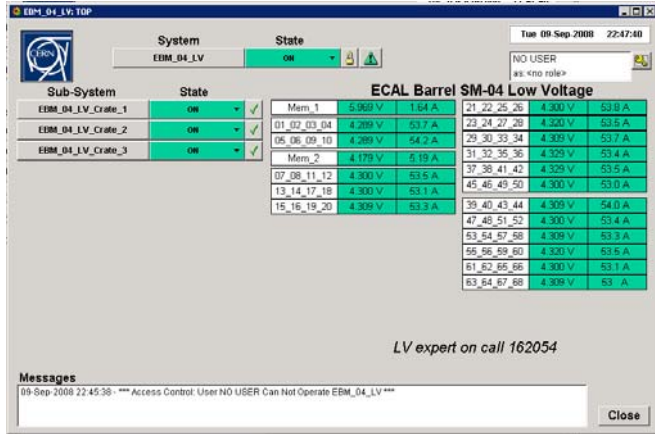 EBM_04_LV: TOP
Tue 09-Sep-2008 22:47:40
System State
CERN
EBM_04_LV ON
NO USER
as: <no role>
Sub-System State
ECAL Barrel SM-04 Low Voltage
EBM_04_LV_Crate_1 ON
EBM_04_LV_Crate_2 ON
EBM_04_LV_Crate_3 ON
Mem_1 5.969 V 1.64 A
01_02_03_04 4.289 V 53.7 A
05_06_09_10 4.289 V 54.2 A
Mem_2 4.179 V 5.19 A
07_08_11_12 4.300 V 53.5 A
13_14_17_18 4.300 V 53.1 A
15_16_19_20 4.309 V 53.3 A
21_22_25_26 4.300 V 53.8 A
23_24_27_28 4.320 V 53.5 A
29_30_33_34 4.309 V 53.7 A
31_32_35_36 4.329 V 53.4 A
37_38_41_42 4.329 V 53.5 A
45_46_49_50 4.300 V 53.0 A
39_40_43_44 4.309 V 54.0 A
47_48_51_52 4.300 V 53.4 A
53_54_57_58 4.309 V 53.3 A
55_56_59_60 4.320 V 53.5 A
61_62_65_66 4.300 V 53.1 A
63_64_67_68 4.309 V 53 A
LV expert on call 162054
Messages
09-Sep-2008 22:45:38 - *** Access Control: User NO USER Can Not Operate EBM_04_LV ***
Close